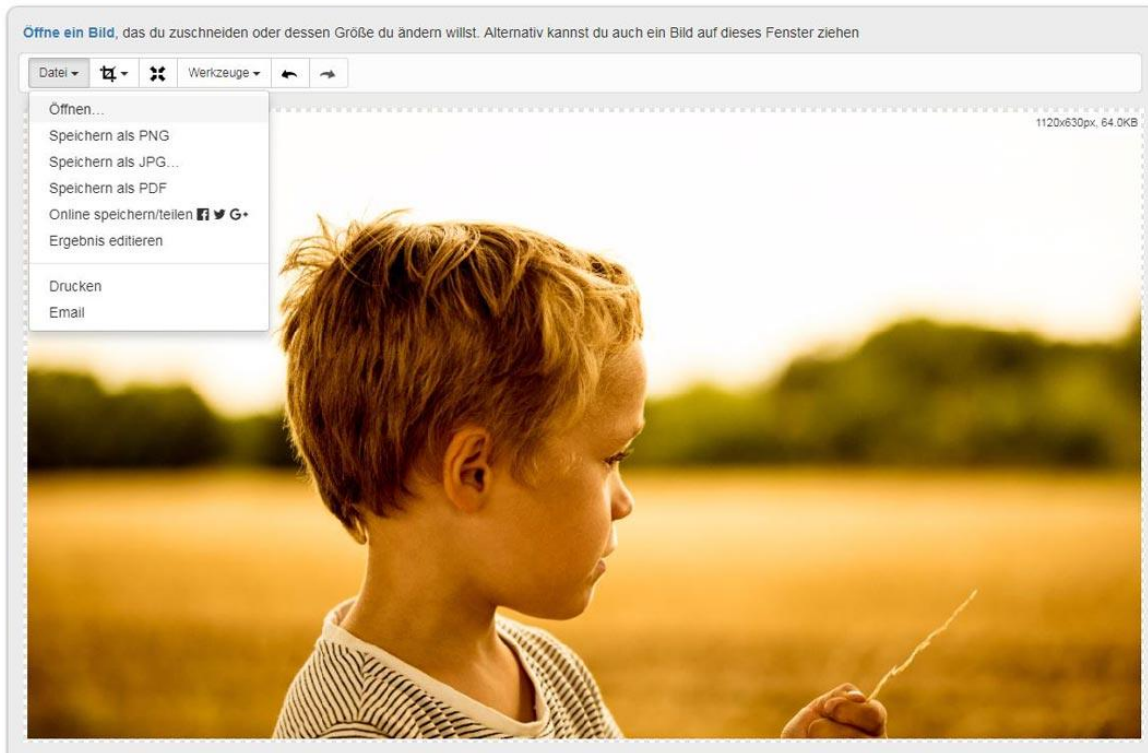 Öffne ein Bild, das du zuschneiden oder dessen Größe du ändern willst. Alternativ kannst du auch ein Bild auf dieses Fenster ziehen
Datei Werkzeuge
Öffnen...
1120x630px, 64.0KB
Speichern als PNG
Speichern als JPG...
Speichern als PDF
Online speichern/teilen G+
Ergebnis editieren
Drucken
Email